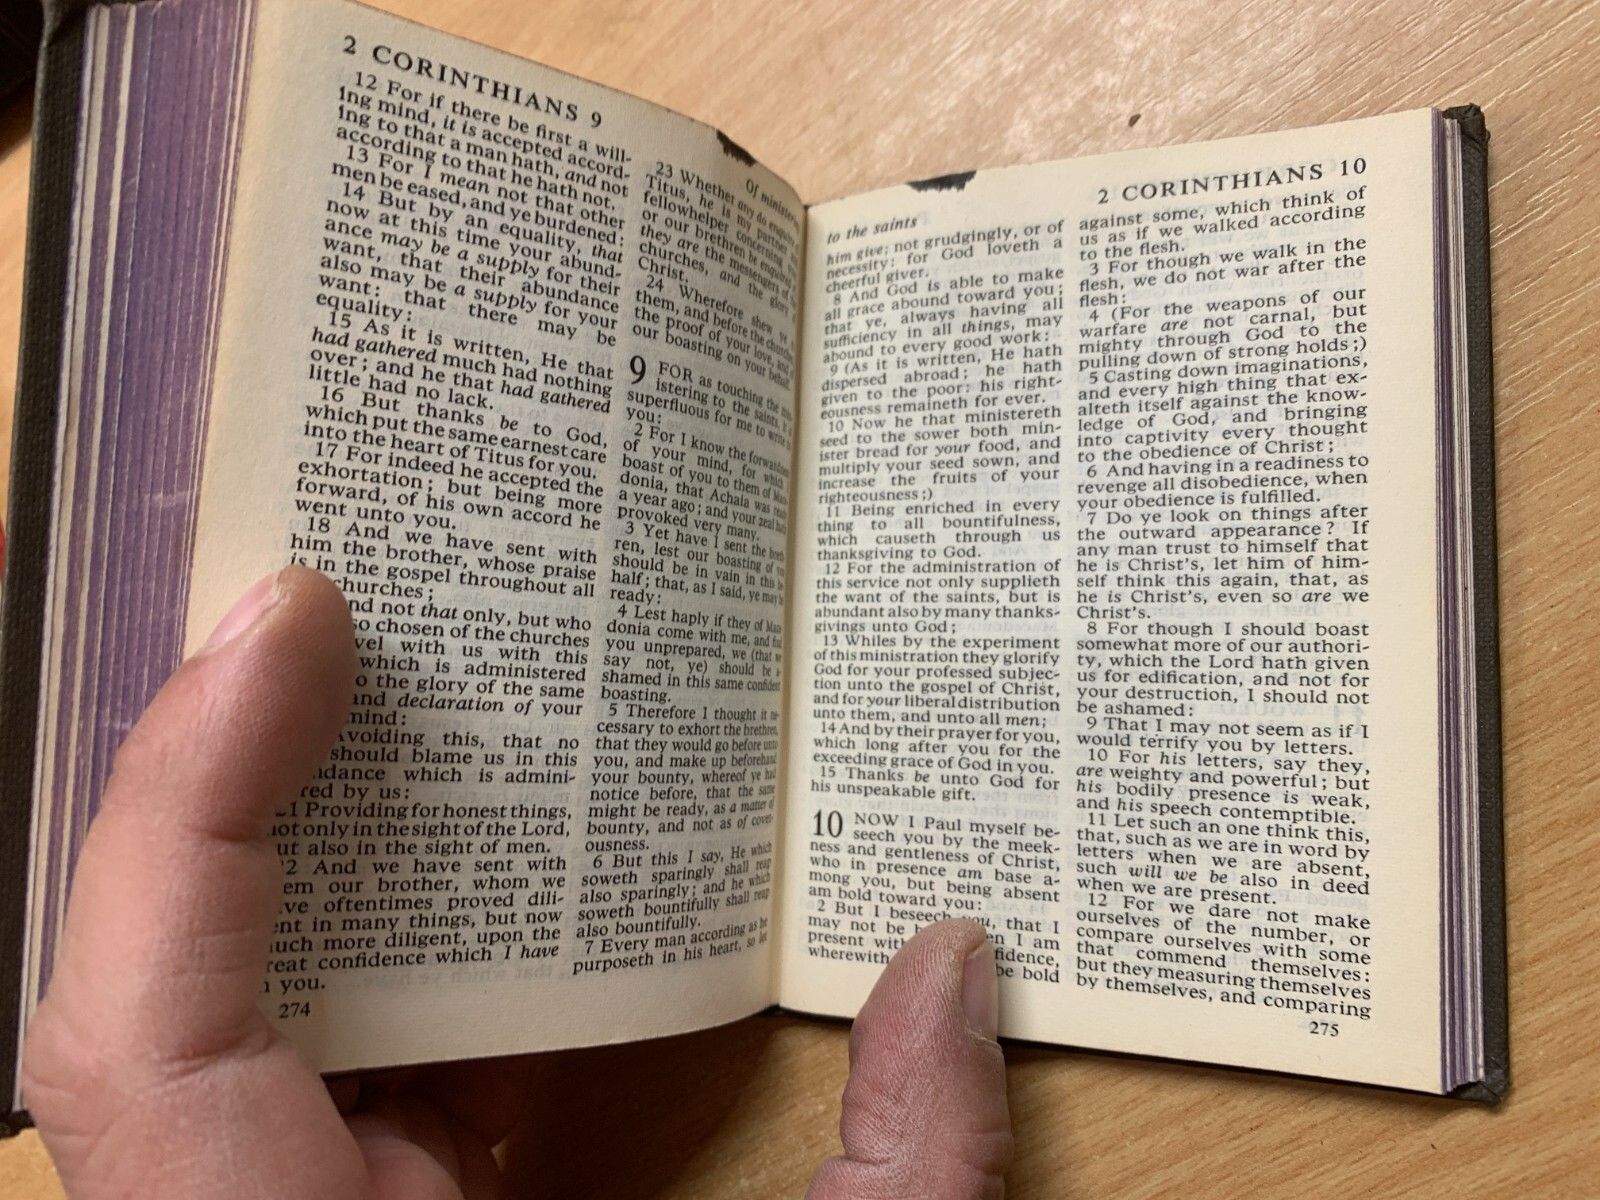 2 CORINTHIANS 9
12 For if there be first a will-
ing mind, it is accepted accord-
ing to that a man hath, and not
according to that he hath not.
13 For I mean not that other
men be eased, and ye burdened:
14 But by an equality, that
now at this time your abund-
ance may be a supply for their
want, that their abundance
also may be a supply for your
want: that there may be
equality:
15 As it is written, He that
had gathered much had nothing
over; and he that had gathered
little had no lack.
16 But thanks be to God,
which put the same earnest care
into the heart of Titus for you.
17 For indeed he accepted the
exhortation; but being more
forward, of his own accord he
went unto you.
18 And we have sent with
him the brother, whose praise
is in the gospel throughout all
churches;
nd not that only, but who
so chosen of the churches
vel with us with this
which is administered
o the glory of the same
and declaration of your
mind:
voiding this, that no
should blame us in this
ndance which is admini-
red by us:
21 Providing for honest things,
not only in the sight of the Lord,
ut also in the sight of men.
22 And we have sent with
em our brother, whom we
ve oftentimes proved dili-
ent in many things, but now
uch more diligent, upon the
reat confidence which I have
n you.
274
Of minister
23 Whether any do enquire of
Titus, he is my partner and
fellowhelper concerning you:
or our brethren be enquired of,
they are the messengers of the
churches, and the glory of
Christ.
24 Wherefore shew ye to
them, and before the churches,
the proof of your love, and of
our boasting on your behalf.
9 FOR as touching the min-
istering to the saints, it is
superfluous for me to write to
you:
2 For I know the forwardness
of your mind, for which I
boast of you to them of Mace-
donia, that Achaia was ready
a year ago; and your zeal hath
provoked very many.
3 Yet have I sent the breth-
ren, lest our boasting of you
should be in vain in this be-
half; that, as I said, ye may be
ready:
4 Lest haply if they of Mace-
donia come with me, and find
you unprepared, we (that we
say not, ye) should be a-
shamed in this same confident
boasting.
5 Therefore I thought it ne-
cessary to exhort the brethren,
that they would go before unto
you, and make up beforehand
your bounty, whereof ye had
notice before, that the same
might be ready, as a matter of
bounty, and not as of covet-
ousness.
6 But this I say, He which
soweth sparingly shall reap
also sparingly; and he which
soweth bountifully shall reap
also bountifully.
7 Every man according as he
purposeth in his heart, so let
to the saints
him give; not grudgingly, or of
necessity: for God loveth a
cheerful giver.
8 And God is able to make
all grace abound toward you;
that ye, always having all
sufficiency in all things, may
abound to every good work:
9 (As it is written, He hath
dispersed abroad; he hath
given to the poor: his right-
eousness remaineth for ever.
10 Now he that ministereth
seed to the sower both min-
ister bread for your food, and
multiply your seed sown, and
increase the fruits of your
righteousness;)
11 Being enriched in every
thing to all bountifulness,
which causeth through us
thanksgiving to God.
12 For the administration of
this service not only supplieth
the want of the saints, but is
abundant also by many thanks-
givings unto God;
13 Whiles by the experiment
of this ministration they glorify
God for your professed subjec-
tion unto the gospel of Christ,
and for your liberal distribution
unto them, and unto all men;
14 And by their prayer for you,
which long after you for the
exceeding grace of God in you.
15 Thanks be unto God for
his unspeakable gift.
10 NOW I Paul myself be-
seech you by the meek-
ness and gentleness of Christ,
who in presence am base a-
mong you, but being absent
am bold toward you:
2 But I beseech you, that I
may not be b en I am
present with fidence,
wherewith be bold
2 CORINTHIANS 10
against some, which think of
us as if we walked according
to the flesh.
3 For though we walk in the
flesh, we do not war after the
flesh:
4 (For the weapons of our
warfare are not carnal, but
mighty through God to the
pulling down of strong holds;)
5 Casting down imaginations,
and every high thing that ex-
alteth itself against the know-
ledge of God, and bringing
into captivity every thought
to the obedience of Christ;
6 And having in a readiness to
revenge all disobedience, when
your obedience is fulfilled.
7 Do ye look on things after
the outward appearance? If
any man trust to himself that
he is Christ's, let him of him-
self think this again, that, as
he is Christ's, even so are we
Christ's.
8 For though I should boast
somewhat more of our authori-
ty, which the Lord hath given
us for edification, and not for
your destruction, I should not
be ashamed:
9 That I may not seem as if I
would terrify you by letters.
10 For his letters, say they,
are weighty and powerful; but
his bodily presence is weak,
and his speech contemptible.
11 Let such an one think this,
that, such as we are in word by
letters when we are absent,
such will we be also in deed
when we are present.
12 For we dare not make
ourselves of the number, or
compare ourselves with some
that commend themselves:
but they measuring themselves
by themselves, and comparing
275